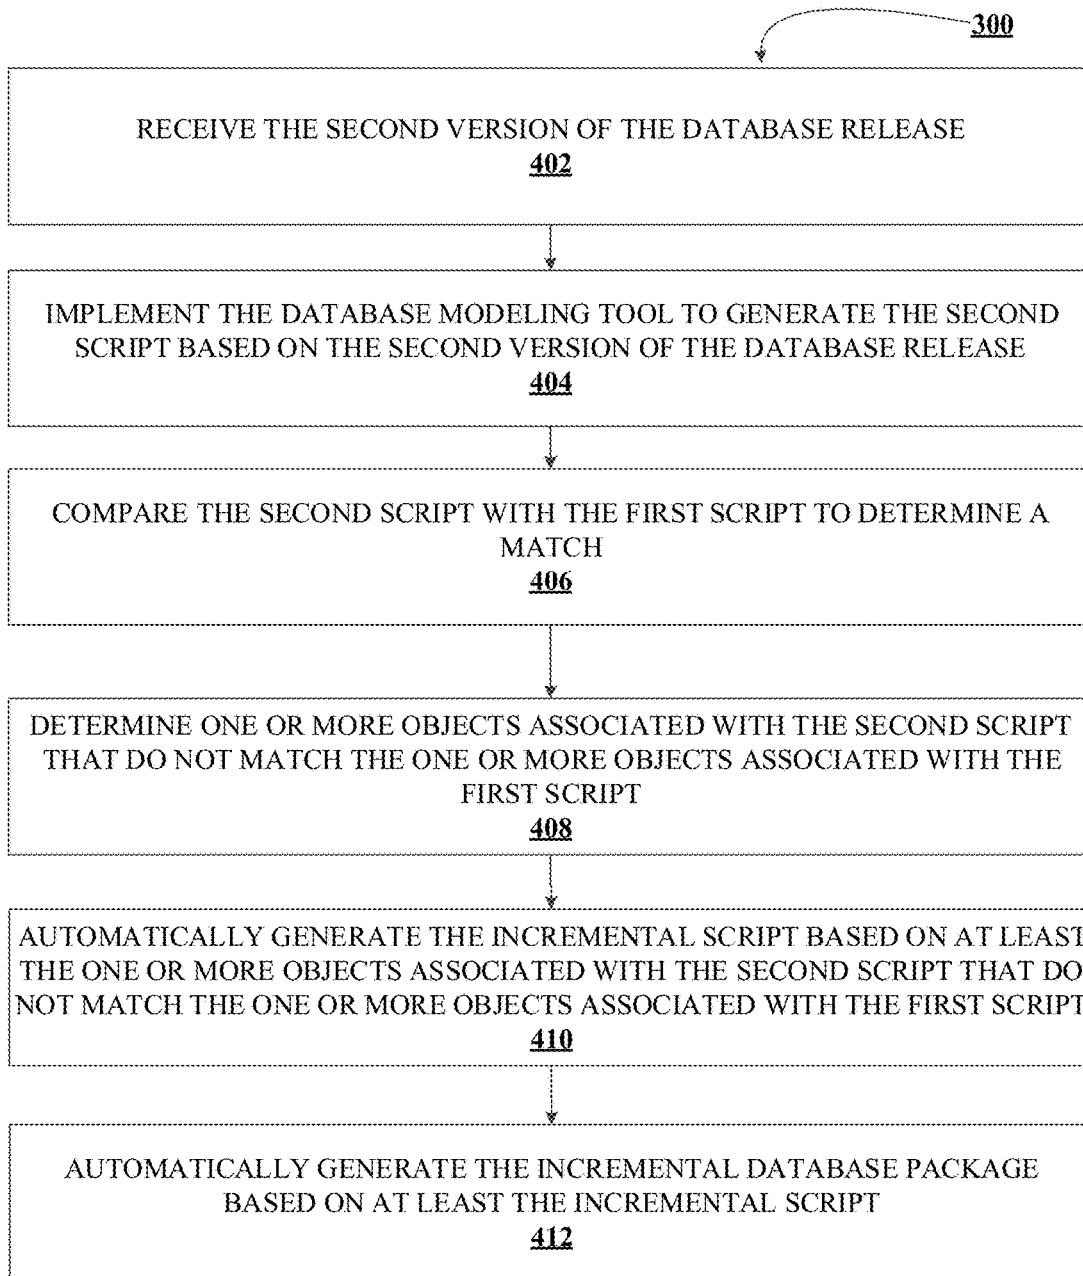 300
RECEIVE THE SECOND VERSION OF THE DATABASE RELEASE
402
IMPLEMENT THE DATABASE MODELING TOOL TO GENERATE THE SECOND
SCRIPT BASED ON THE SECOND VERSION OF THE DATABASE RELEASE
404
COMPARE THE SECOND SCRIPT WITH THE FIRST SCRIPT TO DETERMINE A
MATCH
406
DETERMINE ONE OR MORE OBJECTS ASSOCIATED WITH THE SECOND SCRIPT
THAT DO NOT MATCH THE ONE OR MORE OBJECTS ASSOCIATED WITH THE
FIRST SCRIPT
408
AUTOMATICALLY GENERATE THE INCREMENTAL SCRIPT BASED ON AT LEAST
THE ONE OR MORE OBJECTS ASSOCIATED WITH THE SECOND SCRIPT THAT DO
NOT MATCH THE ONE OR MORE OBJECTS ASSOCIATED WITH THE FIRST SCRIPT
410
AUTOMATICALLY GENERATE THE INCREMENTAL DATABASE PACKAGE
BASED ON AT LEAST THE INCREMENTAL SCRIPT
412